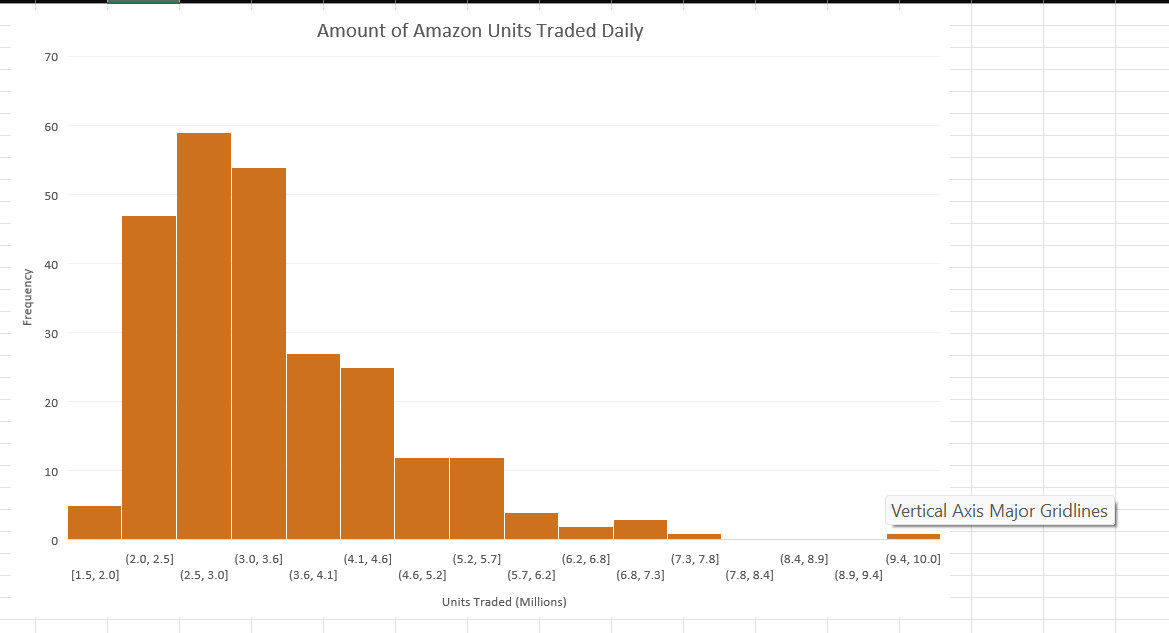 Amount of Amazon Units Traded Daily
70
60
50
40
30
20
10
0
Frequency
Vertical Axis Major Gridlines
(2.0, 2.5] (3.0, 3.6] (4.1, 4.6] (5.2, 5.7] (6.2, 6.8] (7.3, 7.8] (8.4, 8.9] (9.4, 10.0]
[1.5, 2.0] (2.5, 3.0] (3.6, 4.1] (4.6, 5.2] (5.7, 6.2] (6.8, 7.3] (7.8, 8.4] (8.9, 9.4]
Units Traded (Millions)